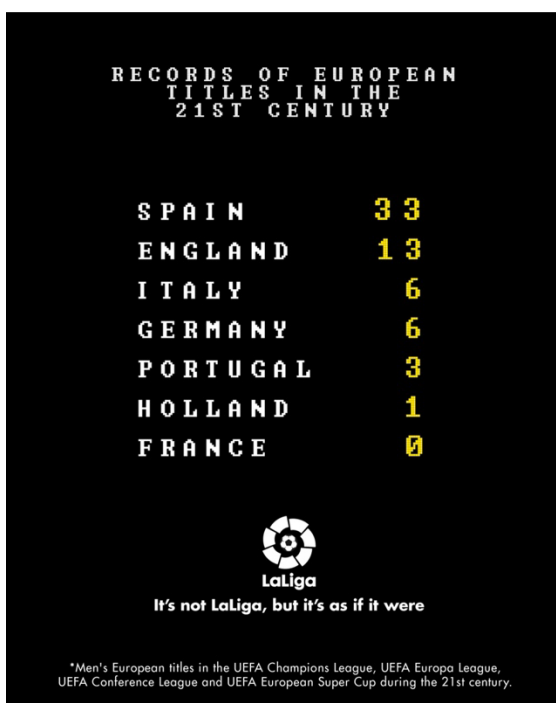 RECORDS OF EUROPEAN
TITLES IN THE
21ST CENTURY
SPAIN 33
ENGLAND 13
ITALY 6
GERMANY 6
PORTUGAL 3
HOLLAND 1
FRANCE 0
LaLiga
It's not LaLiga, but it's as if it were
*Men's European titles in the UEFA Champions League, UEFA Europa League,
UEFA Conference League and UEFA European Super Cup during the 21st century.